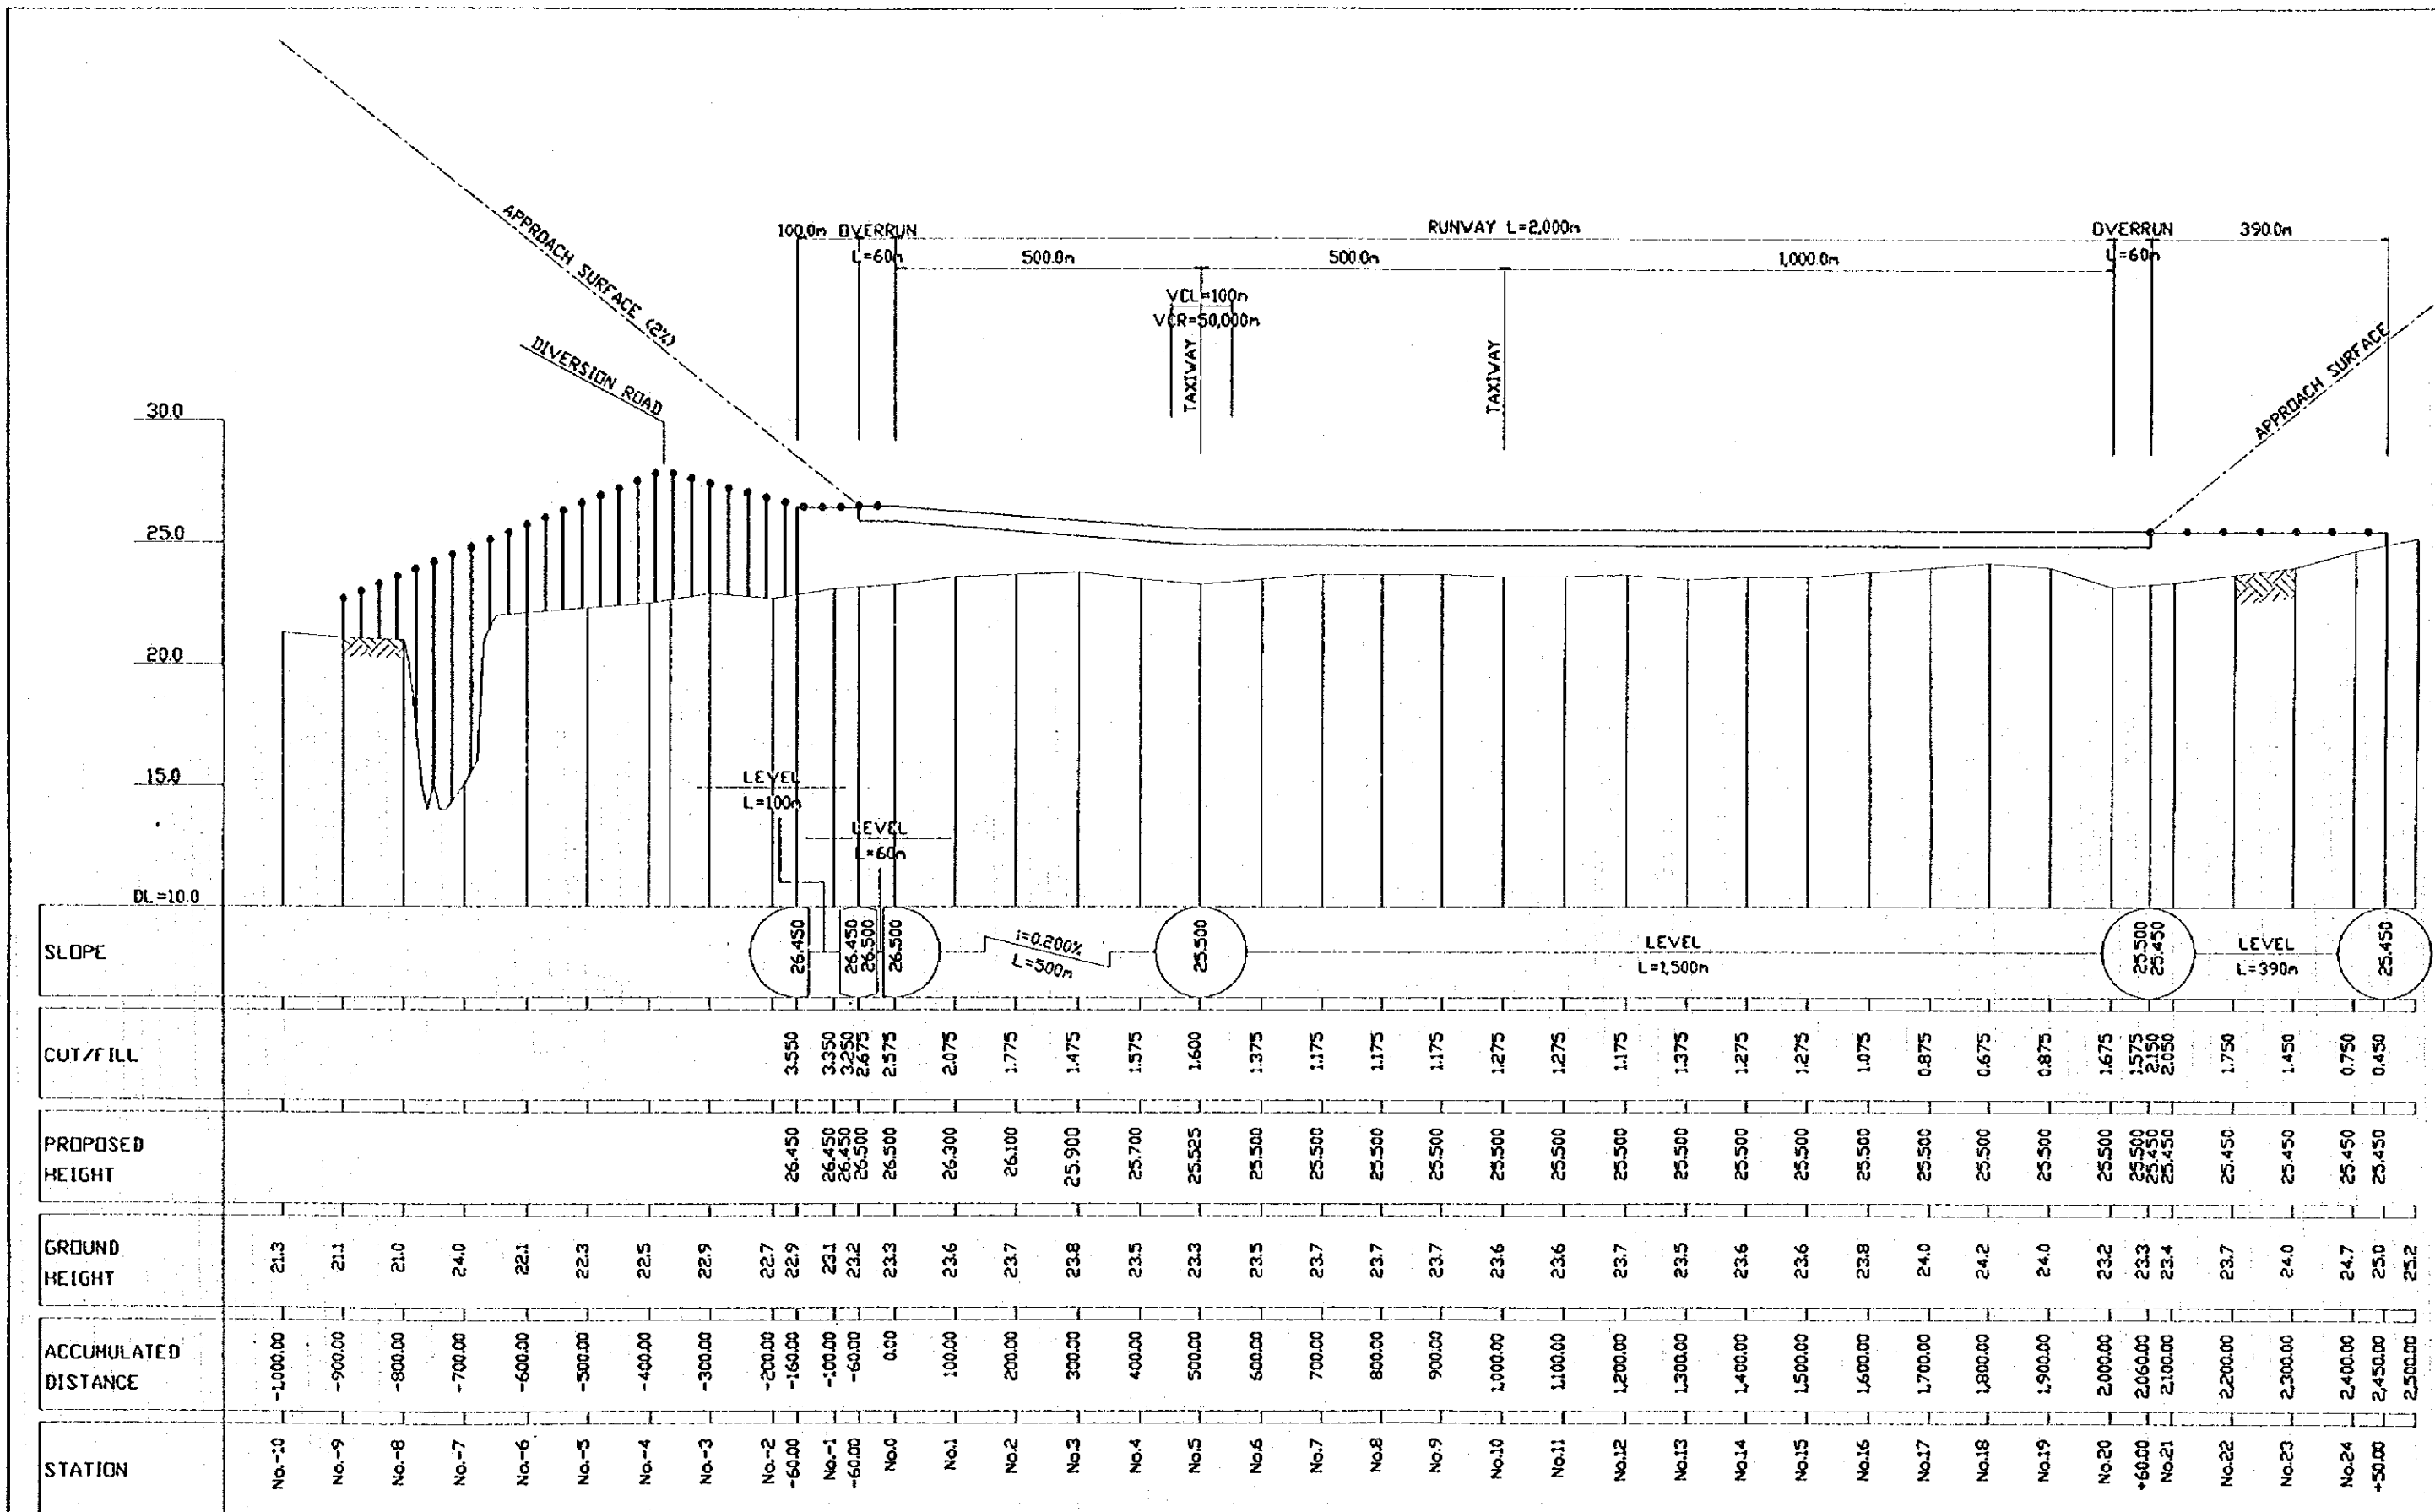 APPROACH SURFACE (2%)
DIVERSION ROAD
100.0m OVERRUN
L=60m
RUNWAY L=2,000m
500.0m
500.0m
1,000.0m
OVERRUN
L=60m
390.0m
VCL=100m
VCR=50,000m
TAXIWAY
TAXIWAY
APPROACH SURFACE
30.0
25.0
20.0
15.0
DL=10.0
LEVEL
L=100m
LEVEL
L=60m
SLOPE
26.450
26.450
26.500
26.500
i=0.200%
L=500m
25.500
LEVEL
L=1,500m
25.500
25.450
LEVEL
L=390m
25.450
CUT/FILL
3.550 3.350 3.250 2.675 2.575 2.075 1.775 1.475 1.575 1.600 1.375 1.175 1.175 1.175 1.275 1.275 1.175 1.375 1.275 1.275 1.075 0.875 0.675 0.875 1.675 1.575 2.150 2.050 1.750 1.450 0.750 0.450
PROPOSED
HEIGHT
26.450 26.450 26.450 26.500 26.500 26.300 26.100 25.900 25.700 25.525 25.500 25.500 25.500 25.500 25.500 25.500 25.500 25.500 25.500 25.500 25.500 25.500 25.500 25.500 25.500 25.500 25.450 25.450 25.450 25.450 25.450 25.450
GROUND
HEIGHT
21.3 21.1 21.0 24.0 22.1 22.3 22.5 22.9 22.7 22.9 23.1 23.2 23.3 23.6 23.7 23.8 23.5 23.3 23.5 23.7 23.7 23.7 23.6 23.6 23.7 23.5 23.6 23.6 23.8 24.0 24.2 24.0 23.2 23.3 23.4 23.7 24.0 24.7 25.0 25.2
ACCUMULATED
DISTANCE
-1,000.00 -900.00 -800.00 -700.00 -600.00 -500.00 -400.00 -300.00 -200.00 -160.00 -100.00 -60.00 0.00 100.00 200.00 300.00 400.00 500.00 600.00 700.00 800.00 900.00 1,000.00 1,100.00 1,200.00 1,300.00 1,400.00 1,500.00 1,600.00 1,700.00 1,800.00 1,900.00 2,000.00 2,060.00 2,100.00 2,200.00 2,300.00 2,400.00 2,450.00 2,500.00
STATION
No.-10 No.-9 No.-8 No.-7 No.-6 No.-5 No.-4 No.-3 No.-2 -60.00 No.-1 -60.00 No.0 No.1 No.2 No.3 No.4 No.5 No.6 No.7 No.8 No.9 No.10 No.11 No.12 No.13 No.14 No.15 No.16 No.17 No.18 No.19 No.20 +60.00 No.21 No.22 No.23 No.24 +50.00